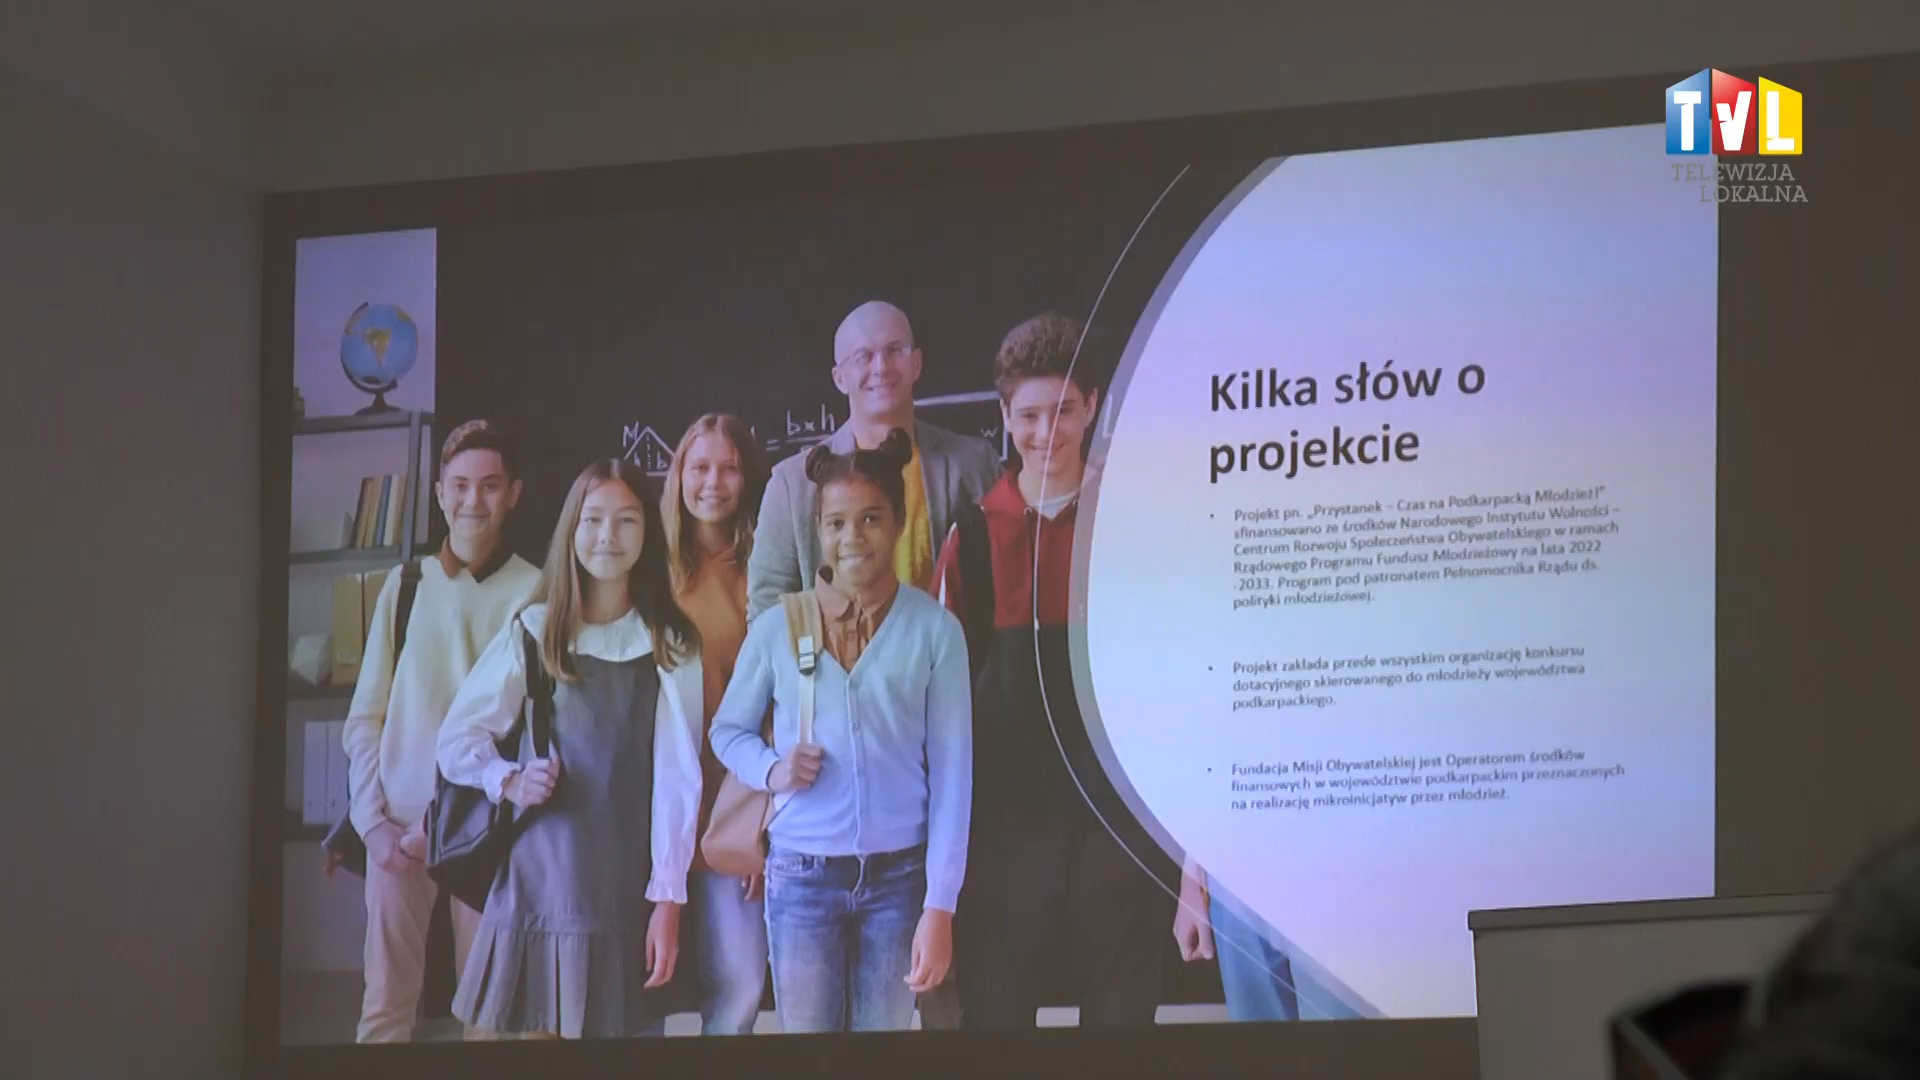 TVL
TELEWIZJA
LOKALNA
M
h b
b×h
w
Kilka słów o
projekcie
• Projekt pn. „Przystanek – Czas na Podkarpacką Młodzież!”
sfinansowano ze środków Narodowego Instytutu Wolności –
Centrum Rozwoju Społeczeństwa Obywatelskiego w ramach
Rządowego Programu Fundusz Młodzieżowy na lata 2022
-2033. Program pod patronatem Pełnomocnika Rządu ds.
polityki młodzieżowej.
• Projekt zakłada przede wszystkim organizację konkursu
dotacyjnego skierowanego do młodzieży województwa
podkarpackiego.
• Fundacja Misji Obywatelskiej jest Operatorem środków
finansowych w województwie podkarpackim przeznaczonych
na realizację mikroinicjatyw przez młodzież.